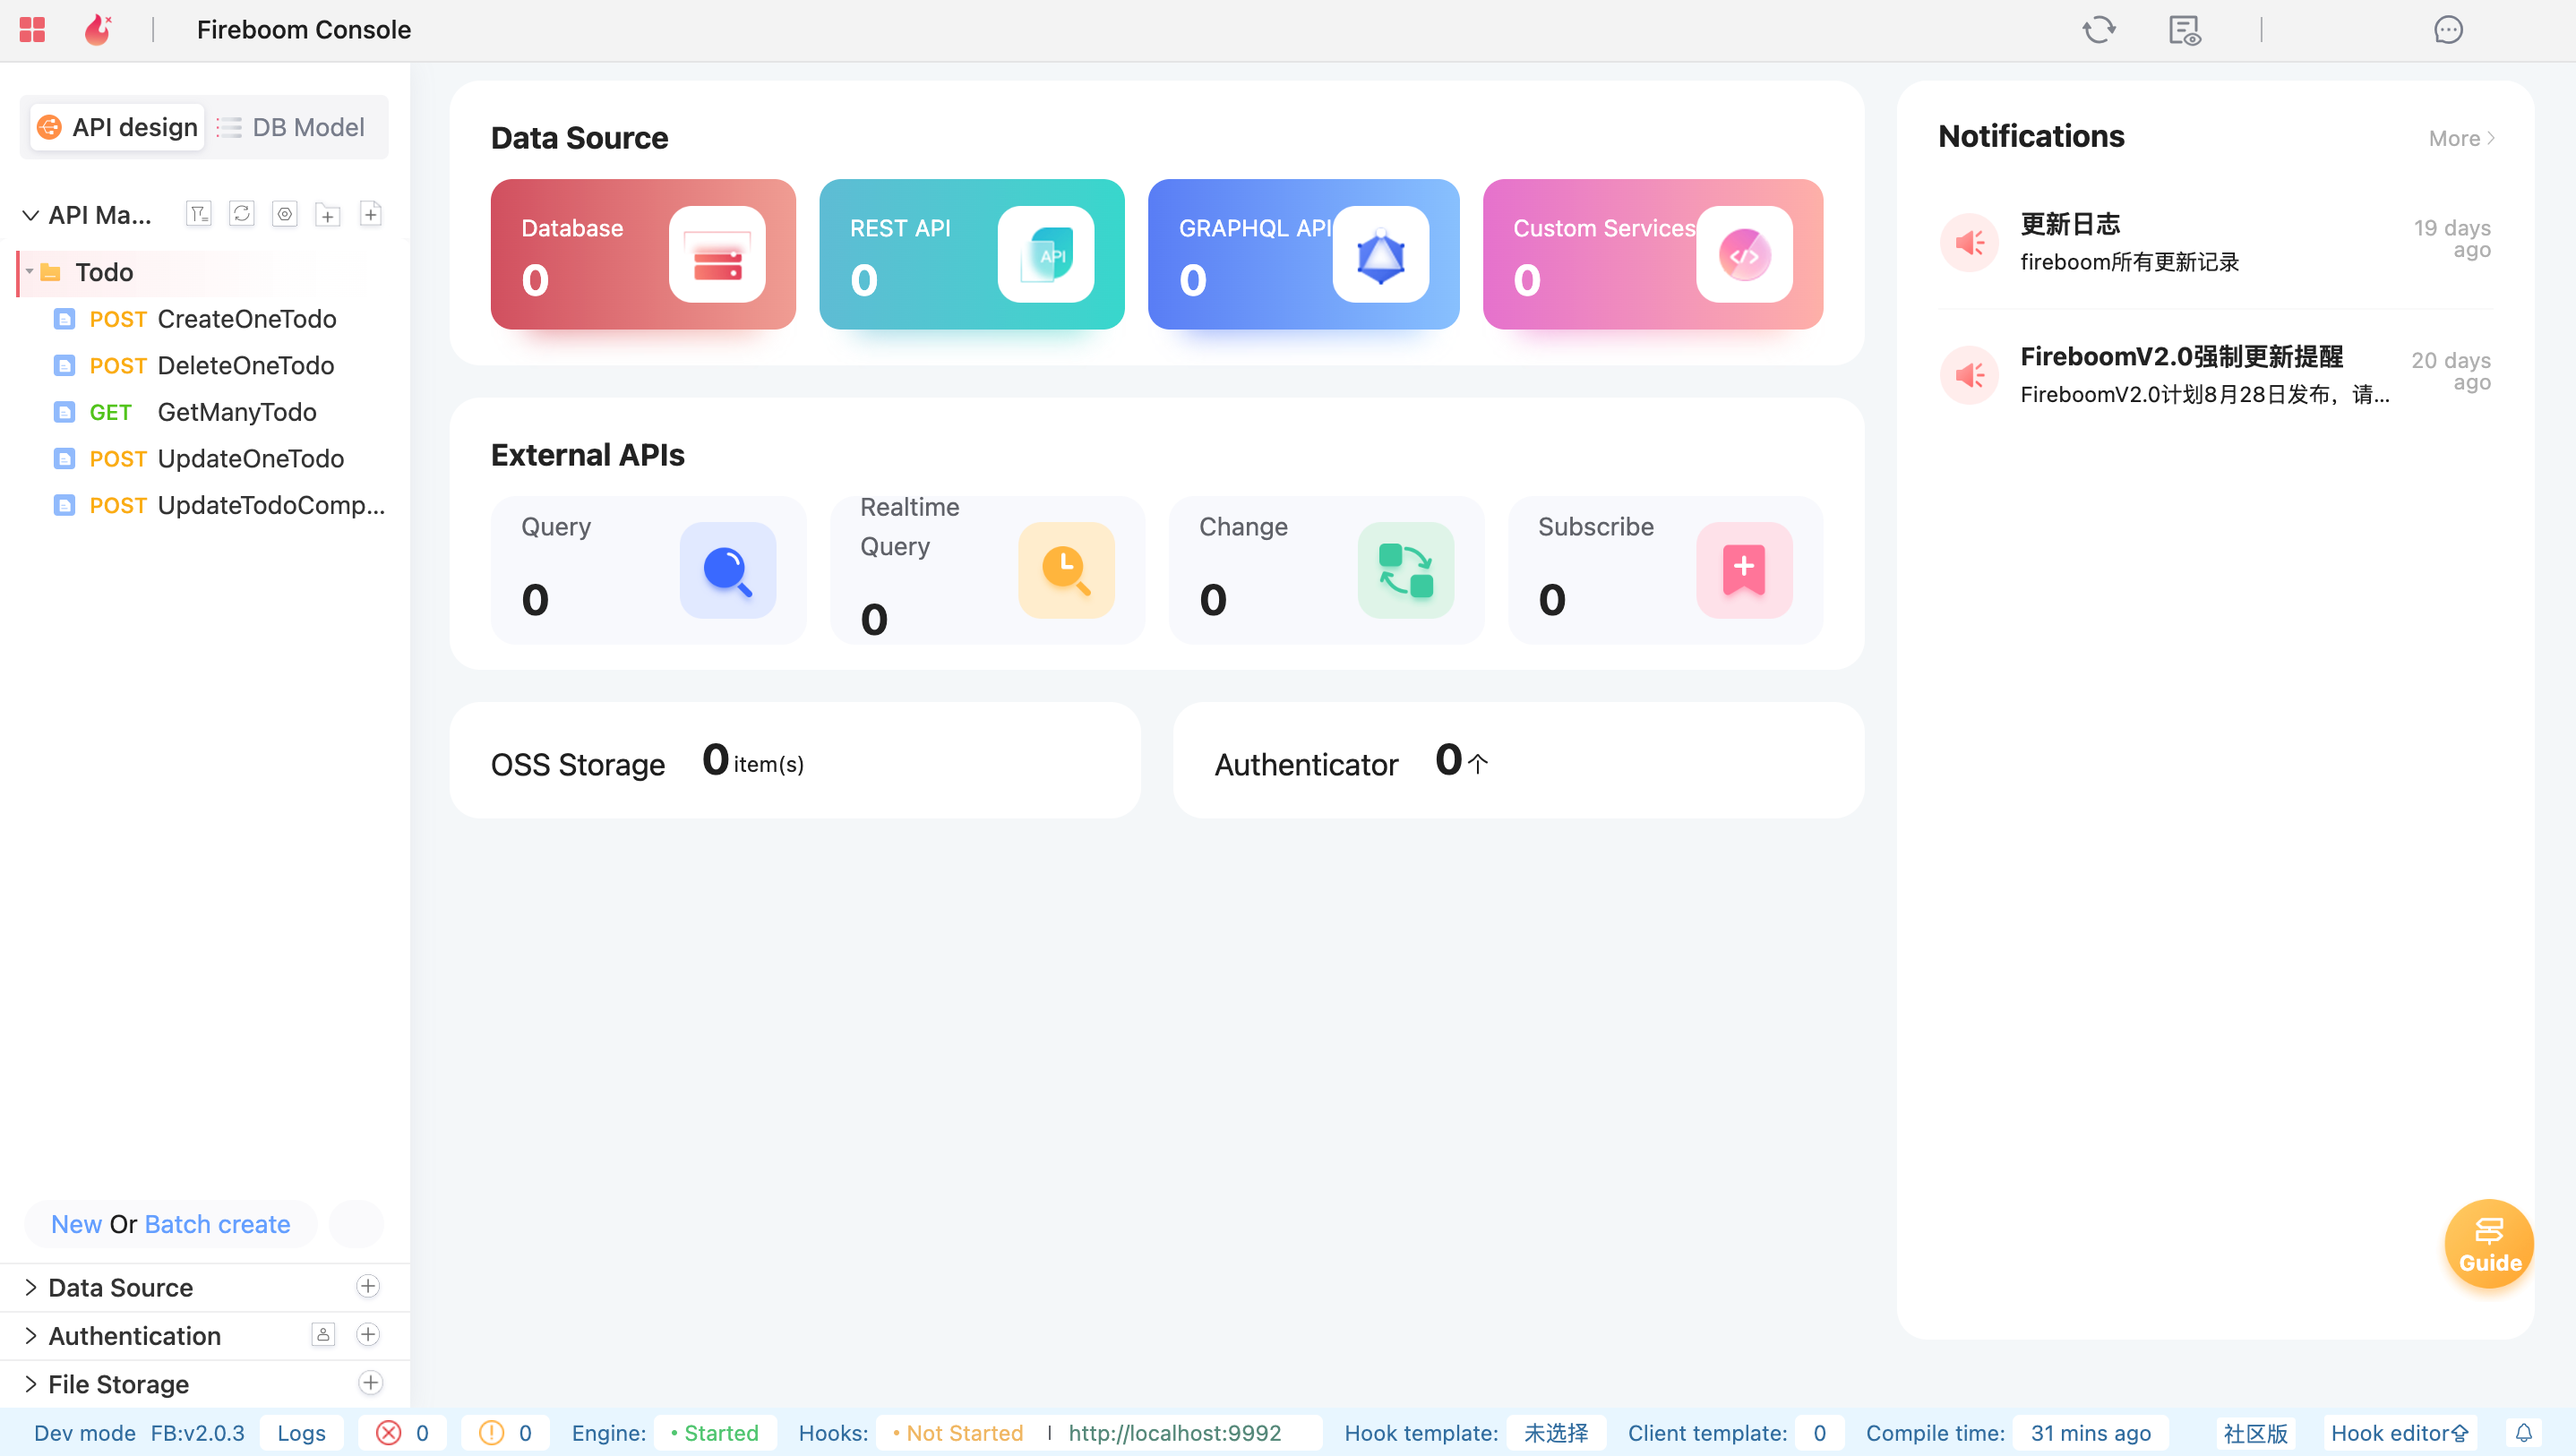 Fireboom Console
API design
DB Model
API Ma...
Todo
POST CreateOneTodo
POST DeleteOneTodo
GET GetManyTodo
POST UpdateOneTodo
POST UpdateTodoComp...
New Or Batch create
Data Source
Authentication
File Storage
Data Source
Database
0
REST API
0
API
GRAPHQL API
0
Custom Services
0
External APIs
Query
0
Realtime
Query
0
Change
0
Subscribe
0
OSS Storage 0 item(s)
Authenticator 0 个
Notifications
More
更新日志
fireboom所有更新记录
19 days
ago
FireboomV2.0强制更新提醒
FireboomV2.0计划8月28日发布，请...
20 days
ago
Guide
Dev mode FB:v2.0.3 Logs 0 0 Engine: • Started Hooks: • Not Started | http://localhost:9992 Hook template: 未选择 Client template: 0 Compile time: 31 mins ago 社区版 Hook editor